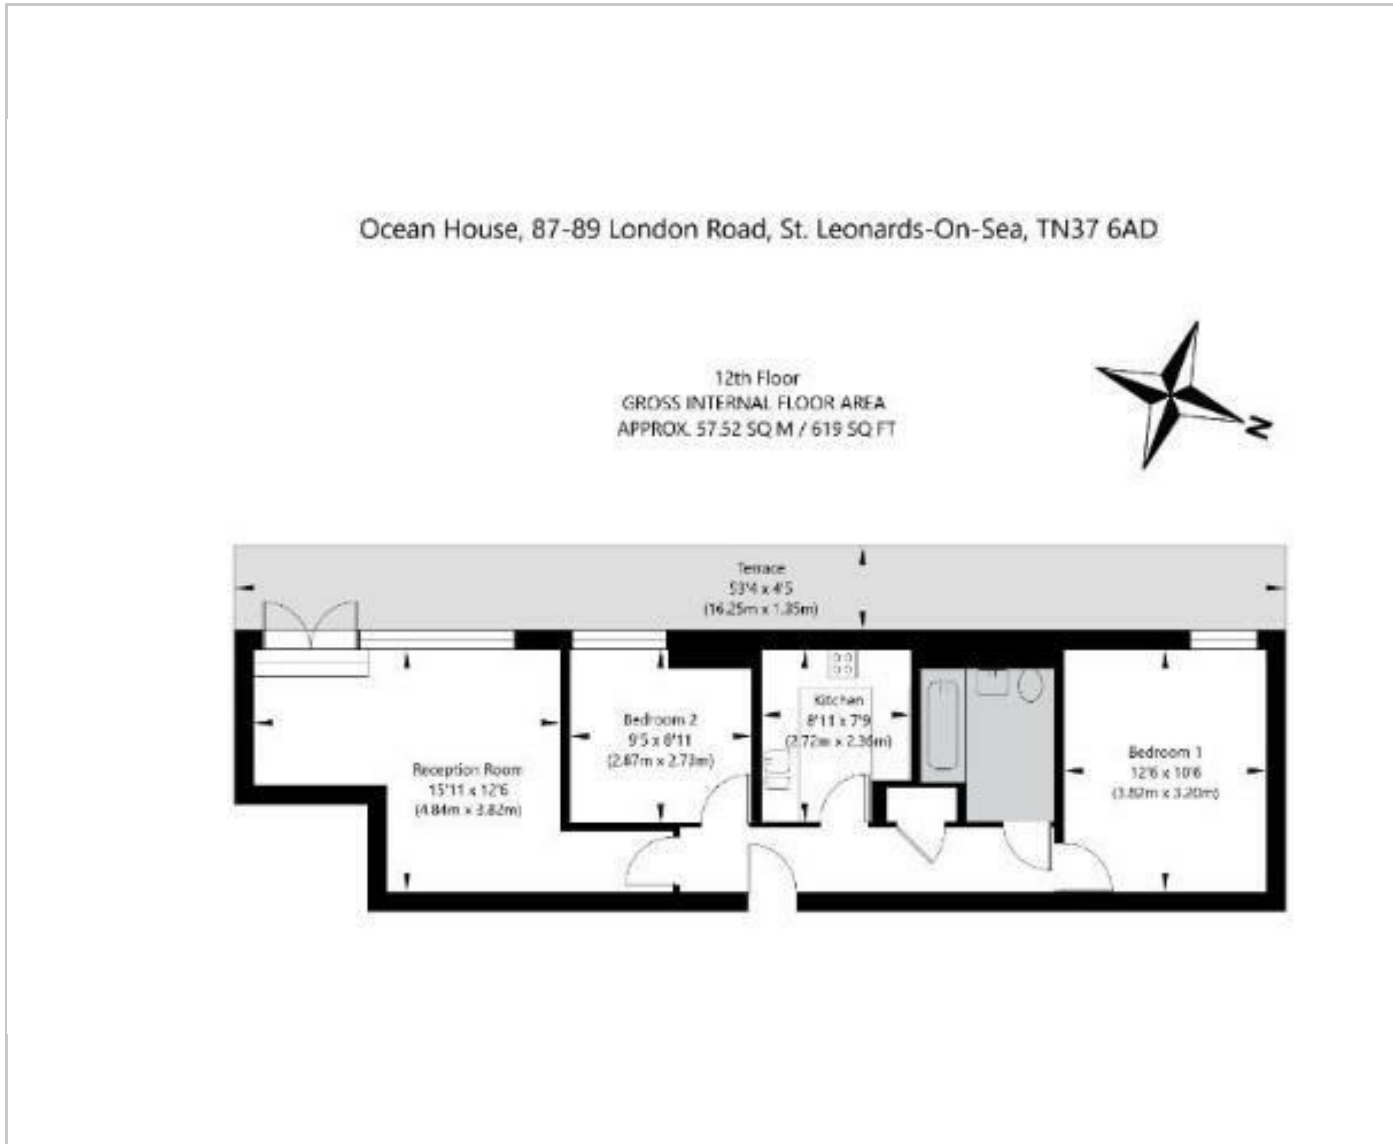 Ocean House, 87-89 London Road, St. Leonards-On-Sea, TN37 6AD
12th Floor
GROSS INTERNAL FLOOR AREA
APPROX. 57.52 SQ M / 619 SQ FT
N
Terrace
53'4 x 4'5
(16.25m x 1.35m)
Reception Room
15'11 x 12'6
(4.84m x 3.82m)
Bedroom 2
9'5 x 8'11
(2.87m x 2.73m)
Kitchen
8'11 x 7'9
(2.72m x 2.36m)
Bedroom 1
12'6 x 10'6
(3.82m x 3.20m)